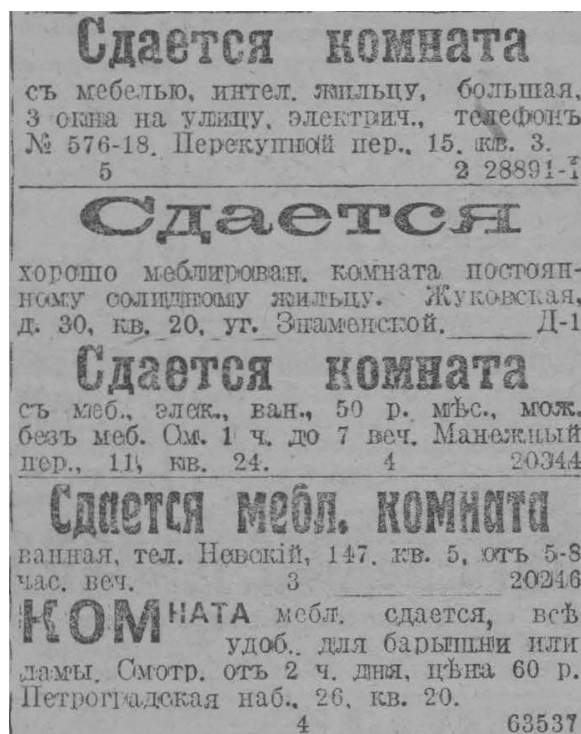 Сдается комната
съ мебелью, интел. жильцу, большая,
3 окна на улицу, электрич., телефонъ
№ 576-18. Перекупной пер., 15. кв. 3.
5 2 28891-1
Сдается
хорошо меблирован. комната постоян-
ному солидному жильцу. Жуковская,
д. 30, кв. 20, уг. Знаменской. Д-1
Сдается комната
съ меб., элек., ван., 50 р. мѣс., мож.
безъ меб. См. 1 ч. до 7 веч. Манежный
пер., 11, кв. 24. 4 20344
Сдается мебл. комната
ванная, тел. Невскій, 147. кв. 5, отъ 5-8
час. веч. 3 20246
КОМНАТА мебл. сдается, всѣ
удоб.. для барышни или
дамы. Смотр. отъ 2 ч. дня, цѣна 60 р.
Петроградская наб., 26, кв. 20.
4 63537